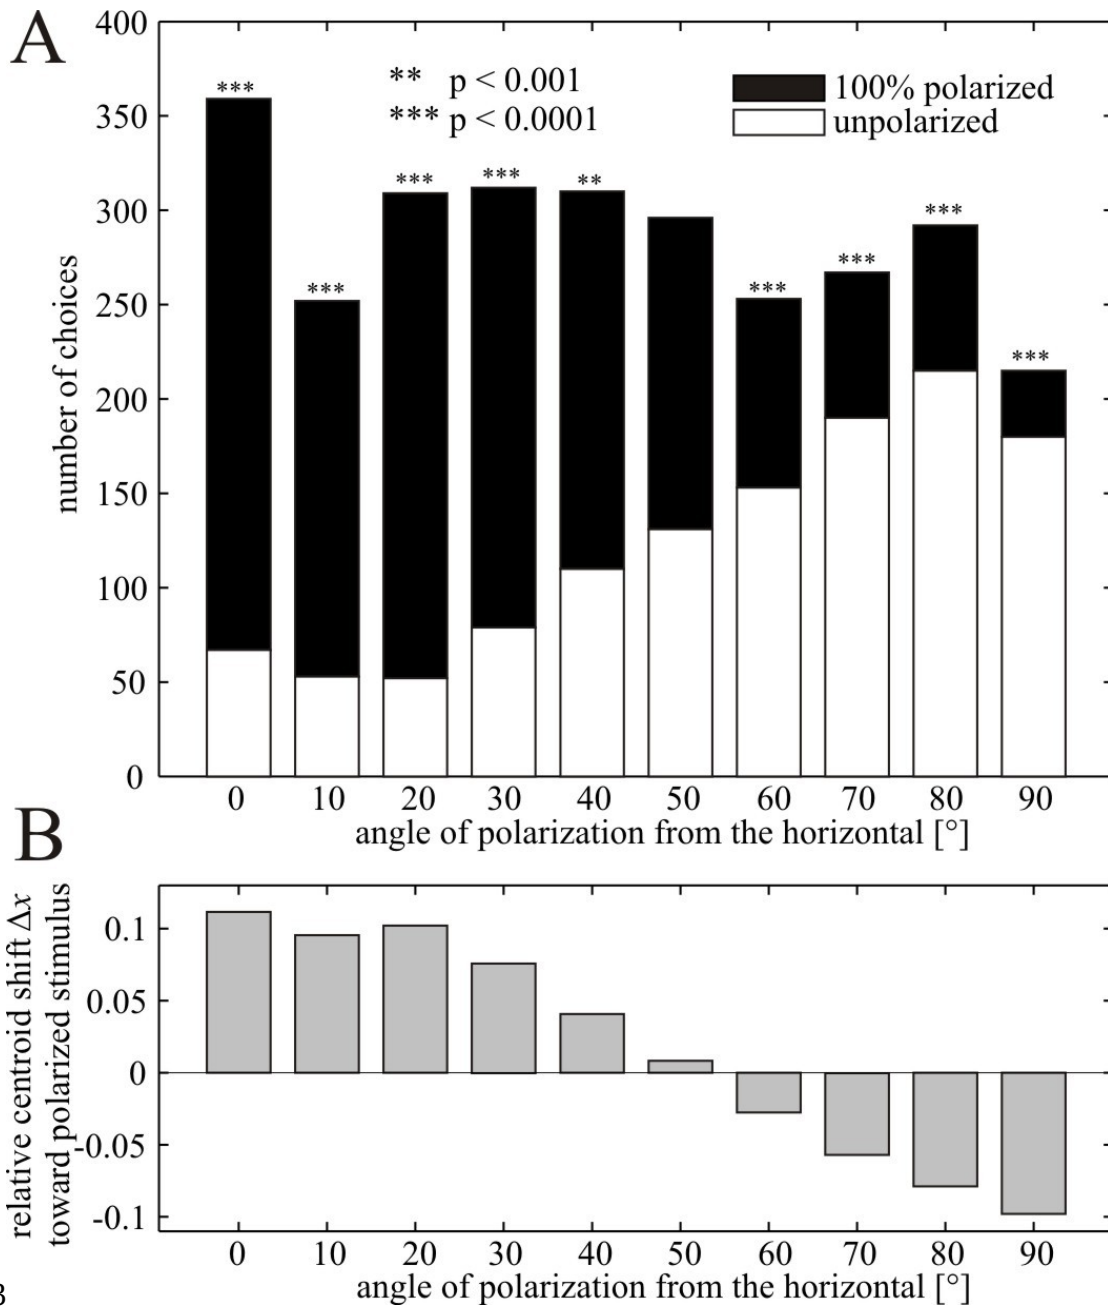 A
400
350
300
250
200
150
100
50
0
number of choices
** p < 0.001
*** p < 0.0001
100% polarized
unpolarized
***
***
***
***
**
***
***
***
***
0 10 20 30 40 50 60 70 80 90
angle of polarization from the horizontal [°]
B
relative centroid shift Δx
toward polarized stimulus
0.1
0.05
0
-0.05
-0.1
0 10 20 30 40 50 60 70 80 90
angle of polarization from the horizontal [°]